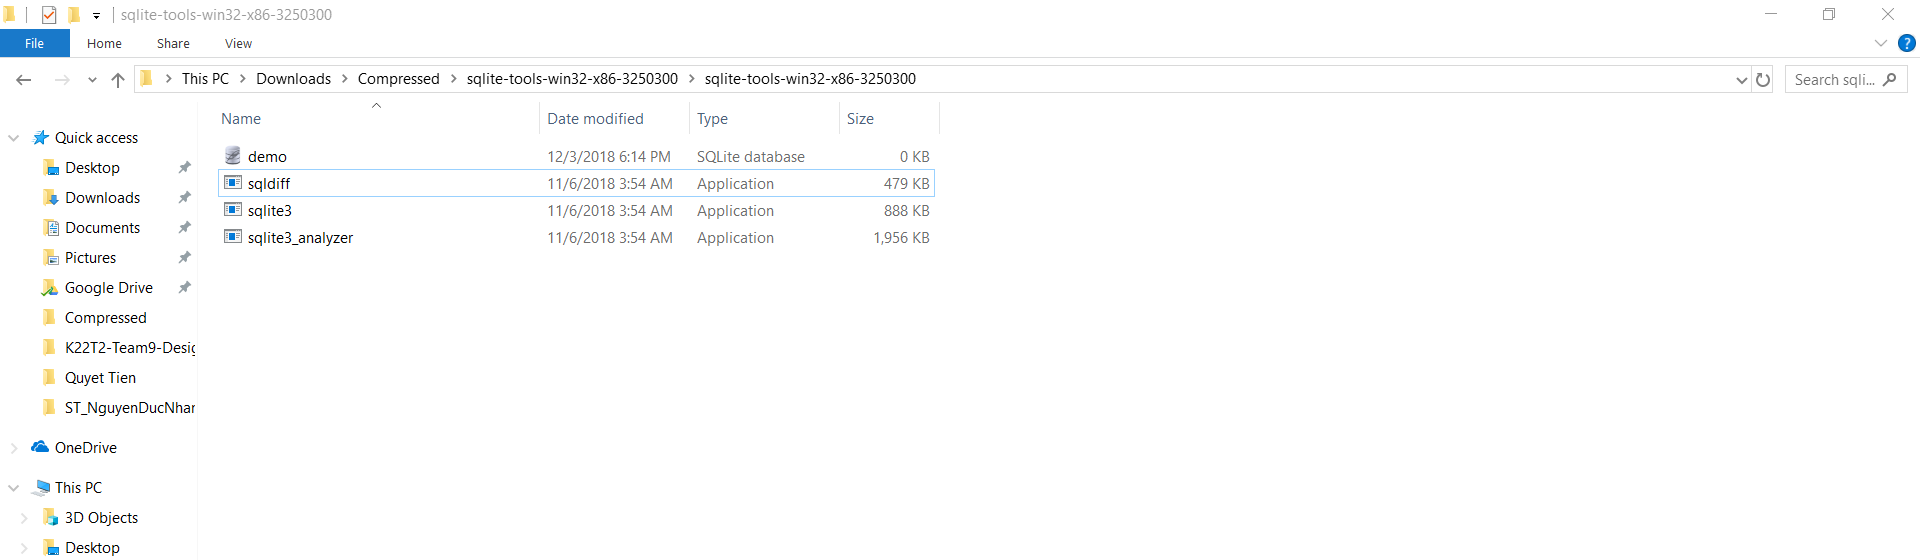 sqlite-tools-win32-x86-3250300
File Home Share View
This PC Downloads Compressed sqlite-tools-win32-x86-3250300 sqlite-tools-win32-x86-3250300
Search sqli...
Name Date modified Type Size
demo 12/3/2018 6:14 PM SQLite database 0 KB
sqldiff 11/6/2018 3:54 AM Application 479 KB
sqlite3 11/6/2018 3:54 AM Application 888 KB
sqlite3_analyzer 11/6/2018 3:54 AM Application 1,956 KB
Quick access
Desktop
Downloads
Documents
Pictures
Google Drive
Compressed
K22T2-Team9-Desig
Quyet Tien
ST_NguyenDucNhan
OneDrive
This PC
3D Objects
Desktop